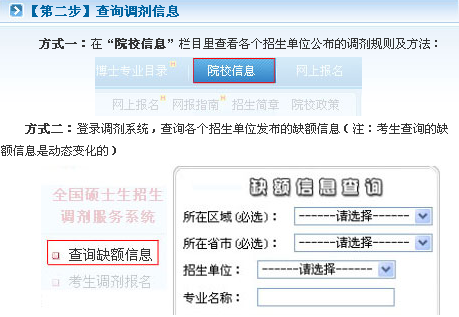 【第二步】查询调剂信息
方式一：在“院校信息”栏目里查看各个招生单位公布的调剂规则及方法：
博士专业目录 院校信息 网上报名
网上报名 网报指南 招生简章 院校政策
方式二：登录调剂系统，查询各个招生单位发布的缺额信息（注：考生查询的缺
额信息是动态变化的）
全国硕士生招生
调剂服务系统
查询缺额信息
考生调剂报名
缺额信息查询
所在区域(必选)： ------请选择------
所在省市(必选)： ------请选择------
招生单位： ------请选择------
专业名称：